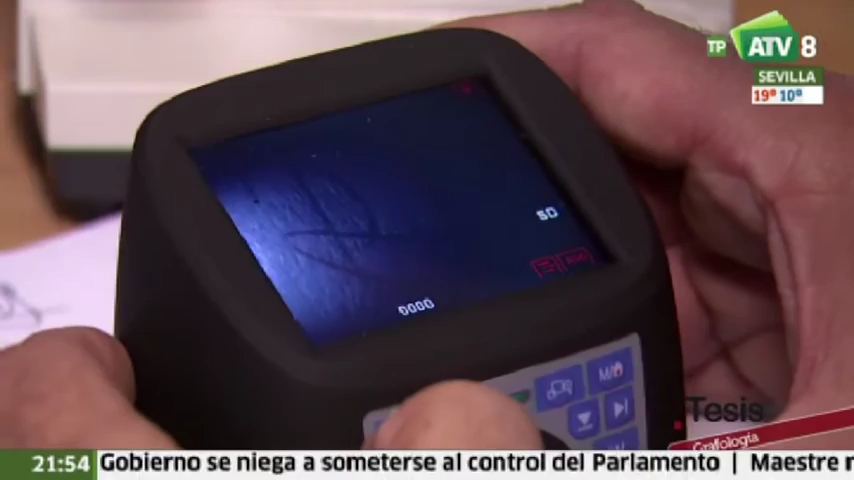 TP ATV 8
SEVILLA
19º 10º
SD
0000
M/
Tesis
Grafología
21:54 Gobierno se niega a someterse al control del Parlamento | Maestre